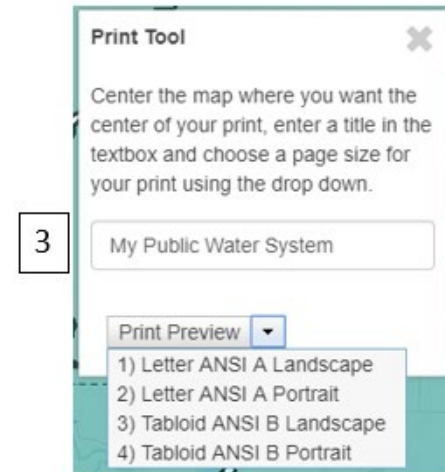 Print Tool
Center the map where you want the
center of your print, enter a title in the
textbox and choose a page size for
your print using the drop down.
3
My Public Water System
Print Preview
1) Letter ANSI A Landscape
2) Letter ANSI A Portrait
3) Tabloid ANSI B Landscape
4) Tabloid ANSI B Portrait